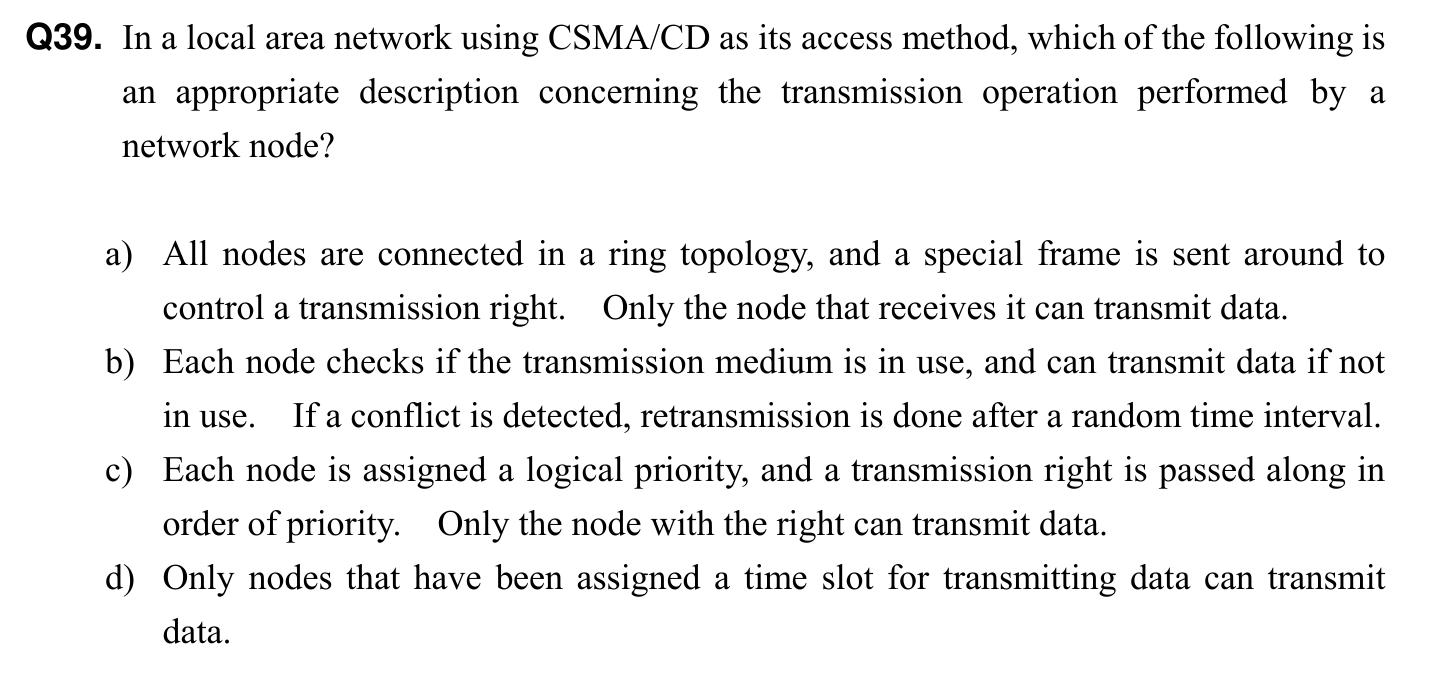 Q39. In a local area network using CSMA/CD as its access method, which of the following is
an appropriate description concerning the transmission operation performed by a
network node?
a) All nodes are connected in a ring topology, and a special frame is sent around to
control a transmission right. Only the node that receives it can transmit data.
b) Each node checks if the transmission medium is in use, and can transmit data if not
in use. If a conflict is detected, retransmission is done after a random time interval.
c) Each node is assigned a logical priority, and a transmission right is passed along in
order of priority. Only the node with the right can transmit data.
d) Only nodes that have been assigned a time slot for transmitting data can transmit
data.